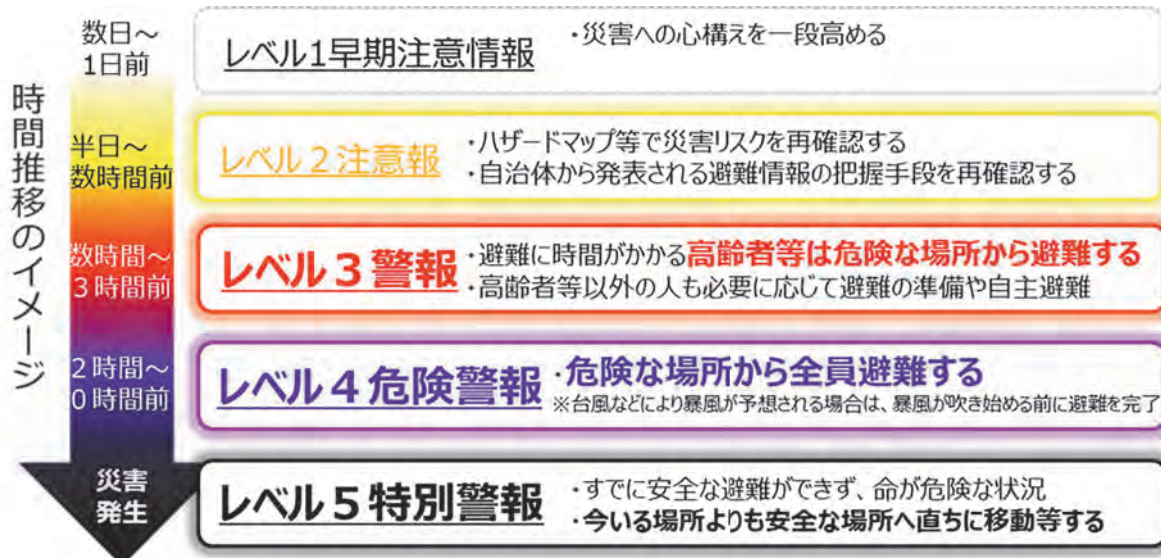 時間推移のイメージ
数日～
1日前
レベル1早期注意情報
・災害への心構えを一段高める
半日～
数時間前
レベル２注意報
・ハザードマップ等で災害リスクを再確認する
・自治体から発表される避難情報の把握手段を再確認する
数時間～
３時間前
レベル３警報
・避難に時間がかかる高齢者等は危険な場所から避難する
・高齢者等以外の人も必要に応じて避難の準備や自主避難
２時間～
０時間前
レベル４危険警報
・危険な場所から全員避難する
※台風などにより暴風が予想される場合は、暴風が吹き始める前に避難を完了
災害
発生
レベル５特別警報
・すでに安全な避難ができず、命が危険な状況
・今いる場所よりも安全な場所へ直ちに移動等する